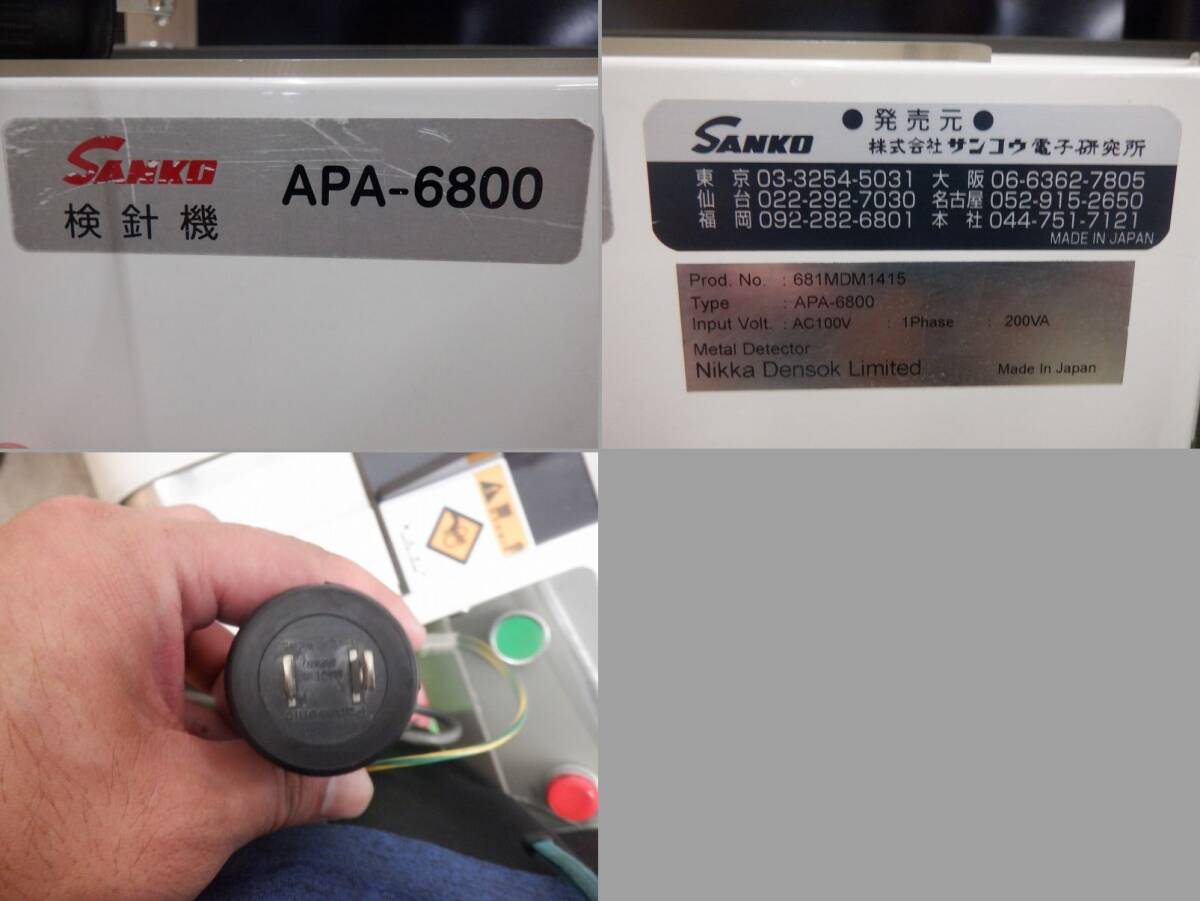 SANKO
検針機
APA-6800
SANKO
●発売元●
株式会社サンコウ電子研究所
東京 03-3254-5031 大阪 06-6362-7805
仙台 022-292-7030 名古屋 052-915-2650
福岡 092-282-6801 本社 044-751-7121
MADE IN JAPAN
Prod. No. : 681MDM1415
Type : APA-6800
Input Volt. : AC100V : 1Phase : 200VA
Metal Detector
Nikka Densok Limited
Made In Japan